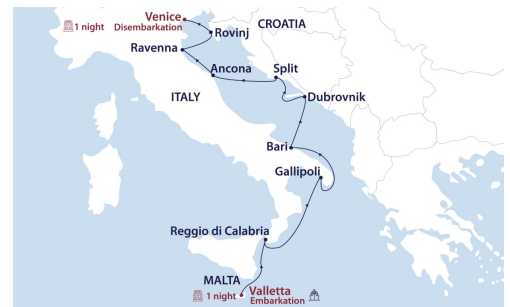 Venice
CROATIA
1 night
Disembarkation
Rovinj
Ravenna
Ancona
Split
ITALY
Dubrovnik
Bari
Gallipoli
Reggio di Calabria
MALTA
1 night
Valletta
Embarkation